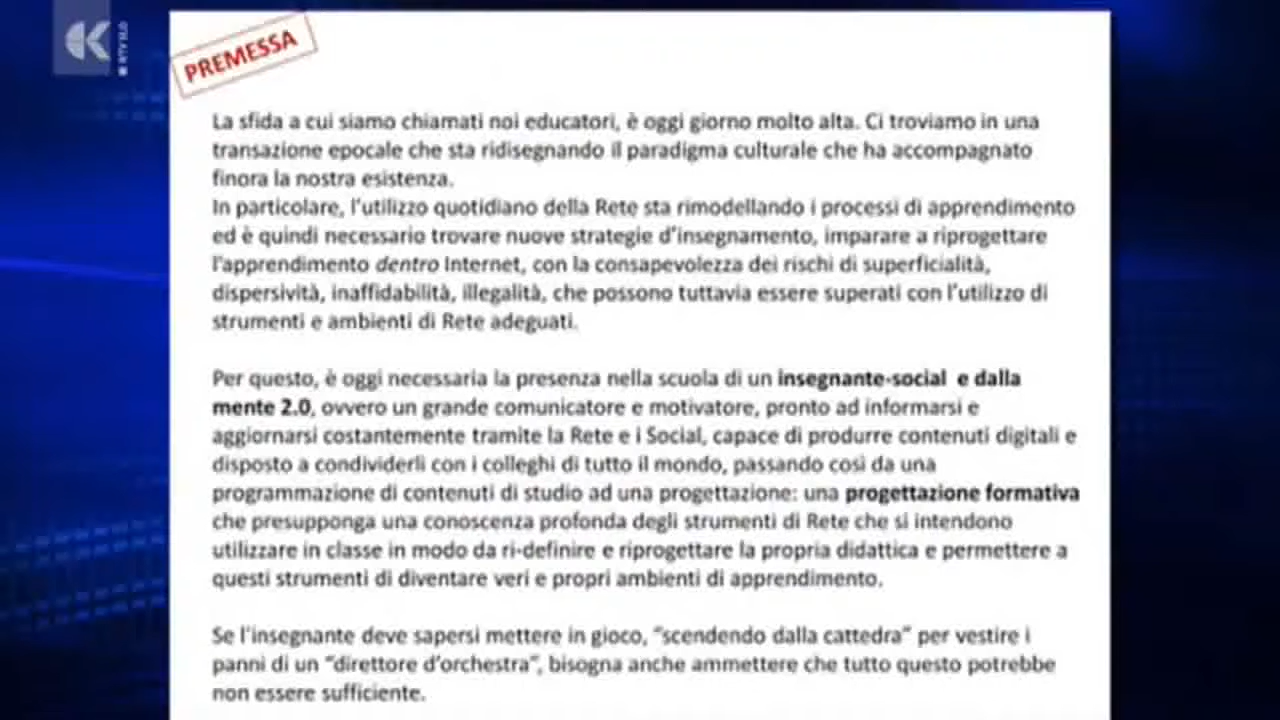 PREMESSA
La sfida a cui siamo chiamati noi educatori, è oggi giorno molto alta. Ci troviamo in una
transazione epocale che sta ridisegnando il paradigma culturale che ha accompagnato
finora la nostra esistenza.
In particolare, l'utilizzo quotidiano della Rete sta rimodellando i processi di apprendimento
ed è quindi necessario trovare nuove strategie d'insegnamento, imparare a riprogettare
l'apprendimento dentro Internet, con la consapevolezza dei rischi di superficialità,
dispersività, inaffidabilità, illegalità, che possono tuttavia essere superati con l'utilizzo di
strumenti e ambienti di Rete adeguati.
Per questo, è oggi necessaria la presenza nella scuola di un insegnante-social e dalla
mente 2.0, ovvero un grande comunicatore e motivatore, pronto ad informarsi e
aggiornarsi costantemente tramite la Rete e i Social, capace di produrre contenuti digitali e
disposto a condividerli con i colleghi di tutto il mondo, passando così da una
programmazione di contenuti di studio ad una progettazione: una progettazione formativa
che presupponga una conoscenza profonda degli strumenti di Rete che si intendono
utilizzare in classe in modo da ri-definire e riprogettare la propria didattica e permettere a
questi strumenti di diventare veri e propri ambienti di apprendimento.
Se l'insegnante deve sapersi mettere in gioco, "scendendo dalla cattedra" per vestire i
panni di un "direttore d'orchestra", bisogna anche ammettere che tutto questo potrebbe
non essere sufficiente.